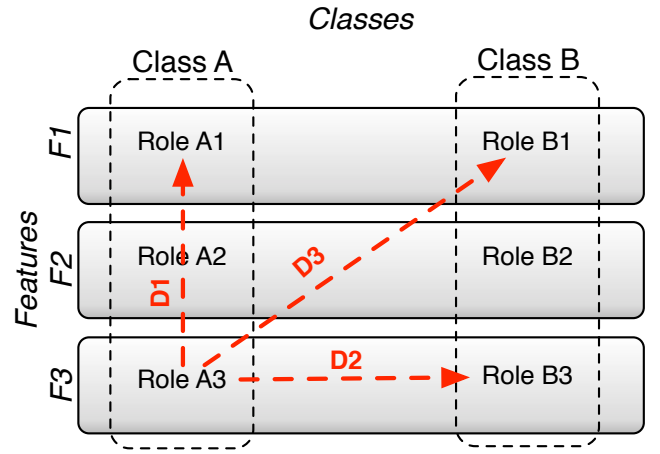 Classes
Class A
Class B
Features
F1
Role A1
Role B1
F2
Role A2
Role B2
D1
D3
F3
Role A3
D2
Role B3